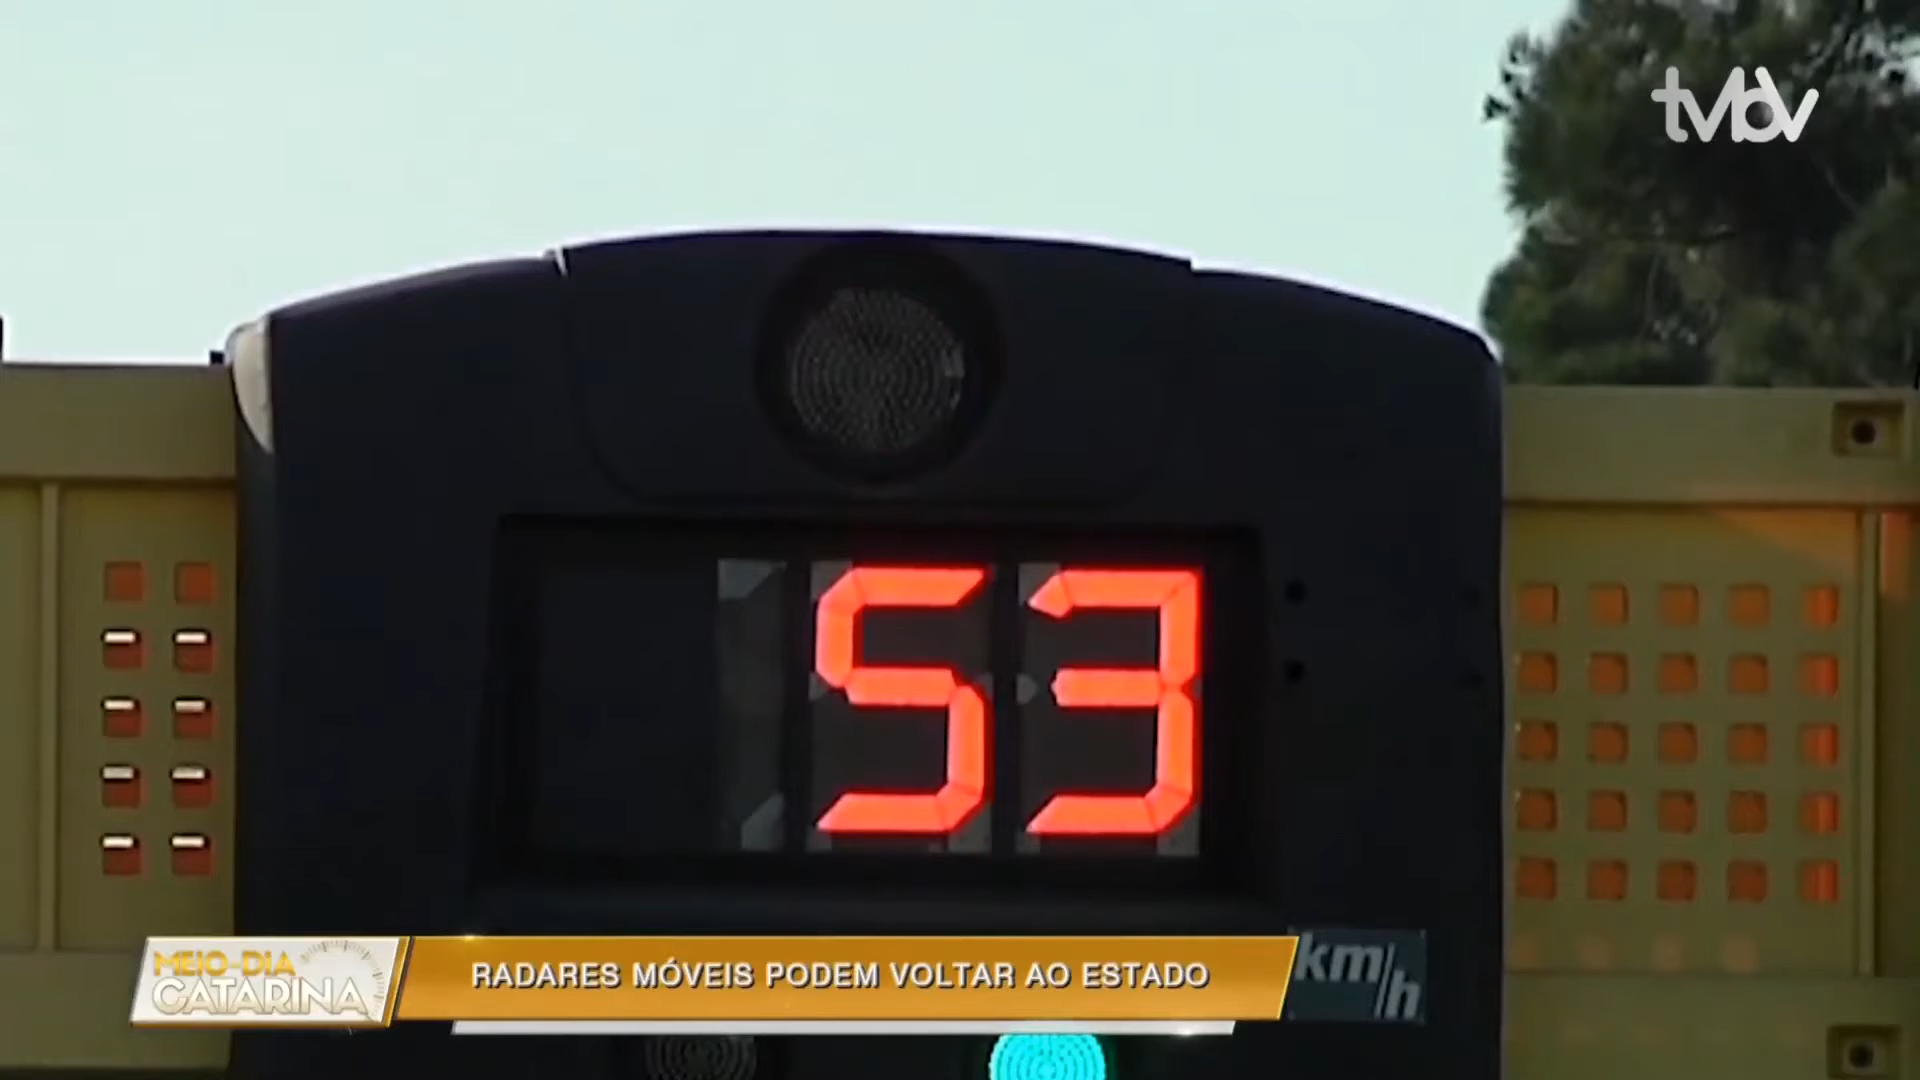 tvbv
53
km/h
MEIO-DIA
CATARINA
RADARES MÓVEIS PODEM VOLTAR AO ESTADO